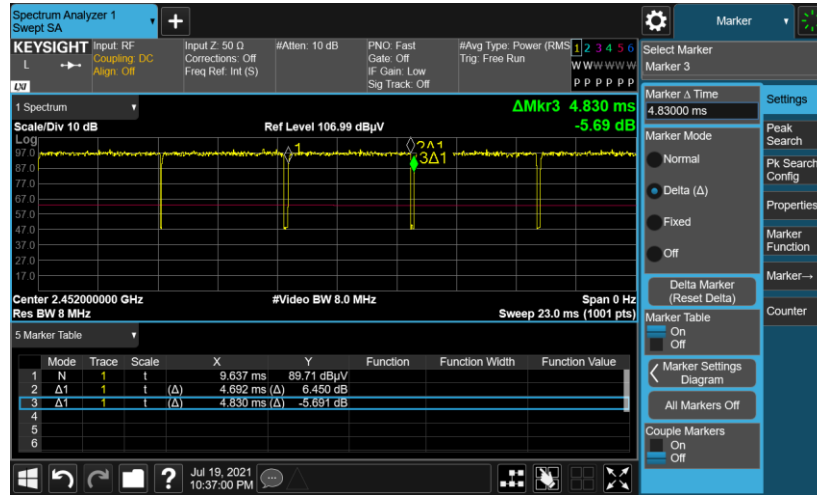 Spectrum Analyzer 1
Swept SA
Marker
KEYSIGHT
L
LXI
Input: RF
Coupling: DC
Align: Off
Input Z: 50 Ω
Corrections: Off
Freq Ref: Int (S)
#Atten: 10 dB
PNO: Fast
Gate: Off
IF Gain: Low
Sig Track: Off
#Avg Type: Power (RMS
Trig: Free Run
1 2 3 4 5 6
W W W W W W
P P P P P P
Select Marker
Marker 3
1 Spectrum
ΔMkr3 4.830 ms
-5.69 dB
Scale/Div 10 dB
Ref Level 106.99 dBµV
Log
97.0
87.0
77.0
67.0
57.0
47.0
37.0
27.0
17.0
1
2Δ1
3Δ1
Center 2.452000000 GHz
Res BW 8 MHz
#Video BW 8.0 MHz
Span 0 Hz
Sweep 23.0 ms (1001 pts)
5 Marker Table
Mode Trace Scale X Y Function Function Width Function Value
1 N 1 t 9.637 ms 89.71 dBµV
2 Δ1 1 t (Δ) 4.692 ms (Δ) 6.450 dB
3 Δ1 1 t (Δ) 4.830 ms (Δ) -5.691 dB
4
5
6
Marker Δ Time
4.83000 ms
Marker Mode
Normal
Delta (Δ)
Fixed
Off
Delta Marker
(Reset Delta)
Marker Table
On
Off
Marker Settings
Diagram
All Markers Off
Couple Markers
On
Off
Settings
Peak
Search
Pk Search
Config
Properties
Marker
Function
Marker→
Counter
?
Jul 19, 2021
10:37:00 PM